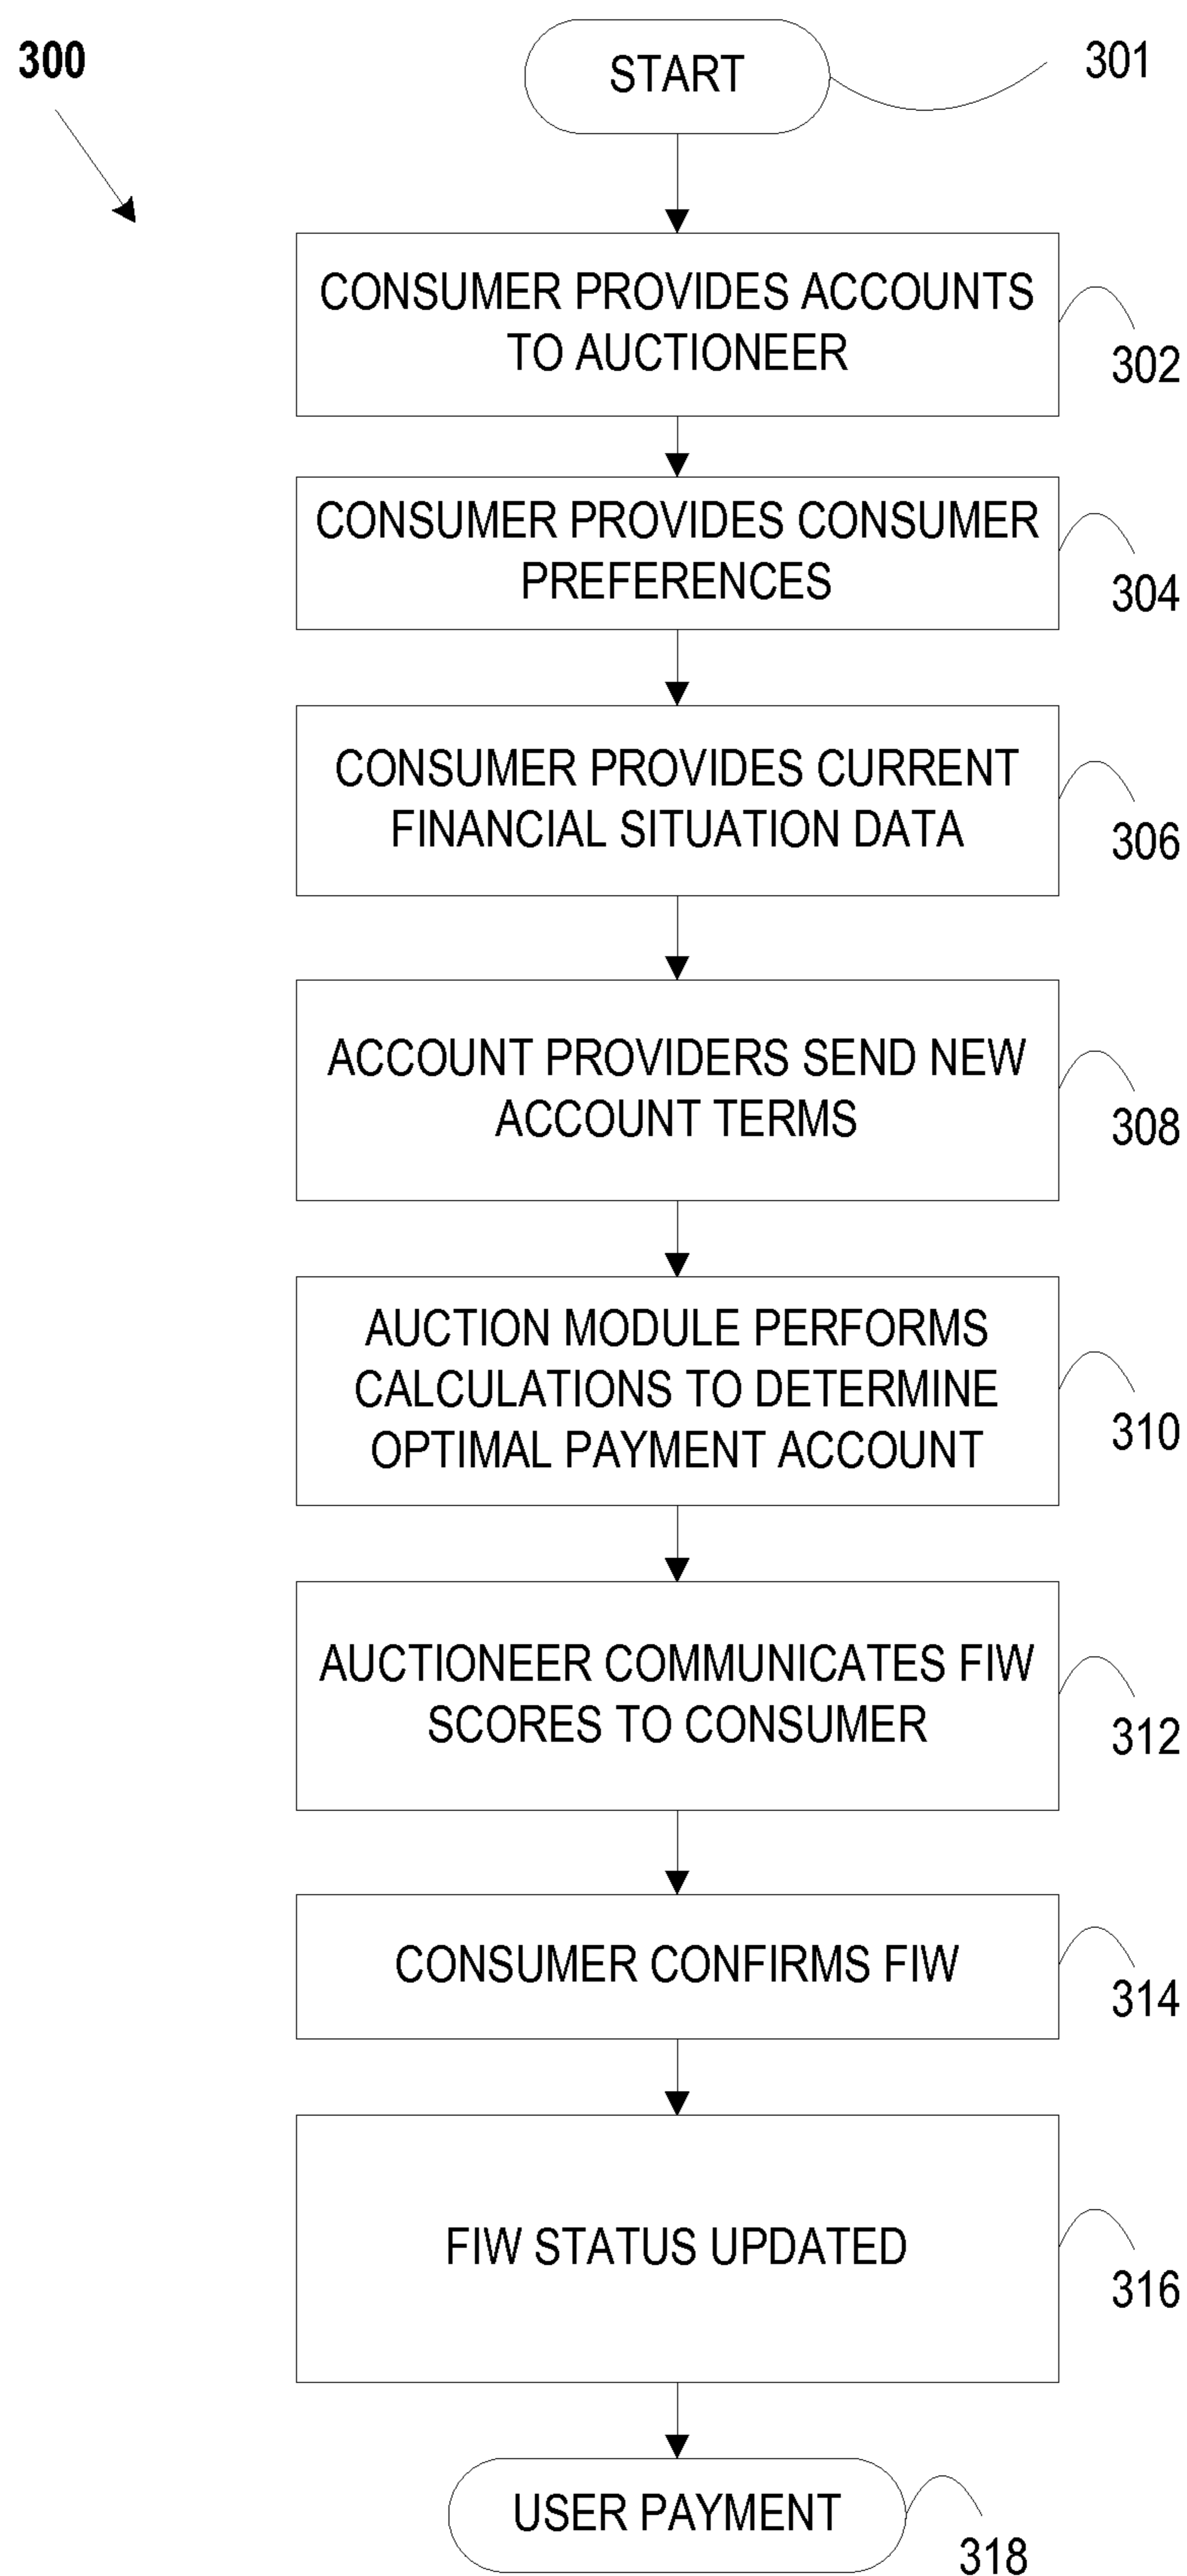 300
START
301
CONSUMER PROVIDES ACCOUNTS
TO AUCTIONEER
302
CONSUMER PROVIDES CONSUMER
PREFERENCES
304
CONSUMER PROVIDES CURRENT
FINANCIAL SITUATION DATA
306
ACCOUNT PROVIDERS SEND NEW
ACCOUNT TERMS
308
AUCTION MODULE PERFORMS
CALCULATIONS TO DETERMINE
OPTIMAL PAYMENT ACCOUNT
310
AUCTIONEER COMMUNICATES FIW
SCORES TO CONSUMER
312
CONSUMER CONFIRMS FIW
314
FIW STATUS UPDATED
316
USER PAYMENT
318